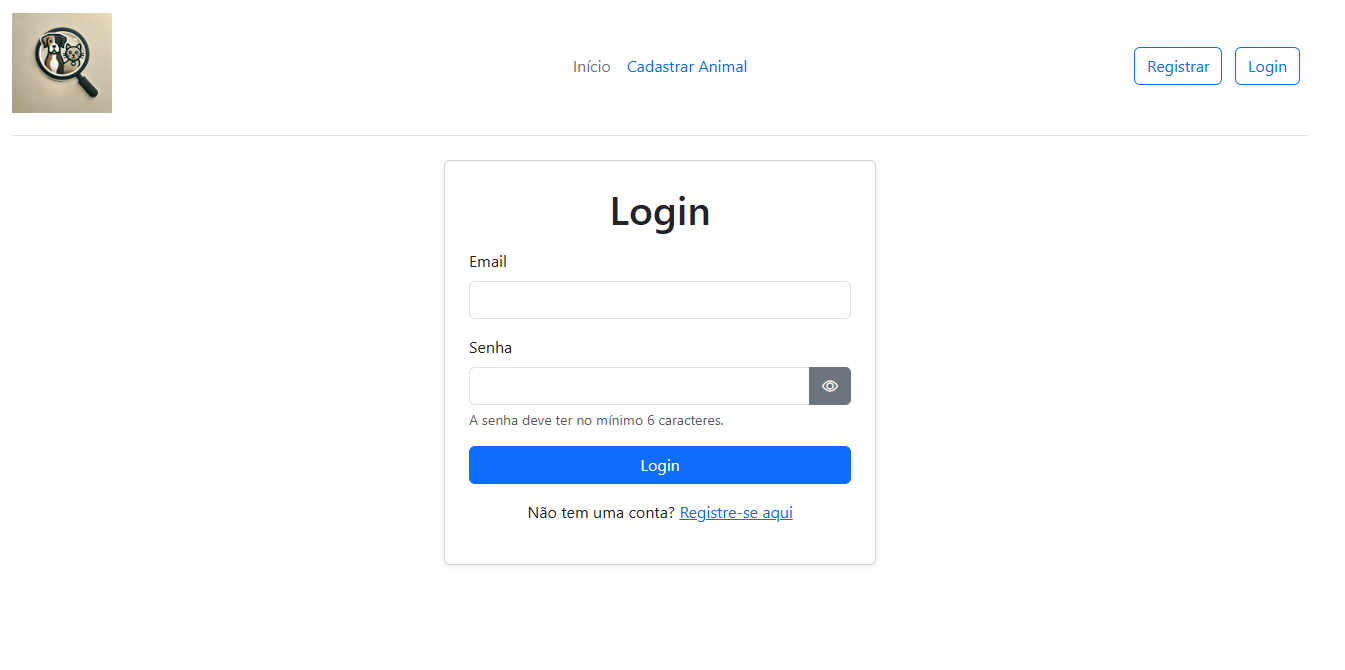 Início Cadastrar Animal Registrar Login
Login
Email
Senha
A senha deve ter no mínimo 6 caracteres.
Login
Não tem uma conta? Registre-se aqui